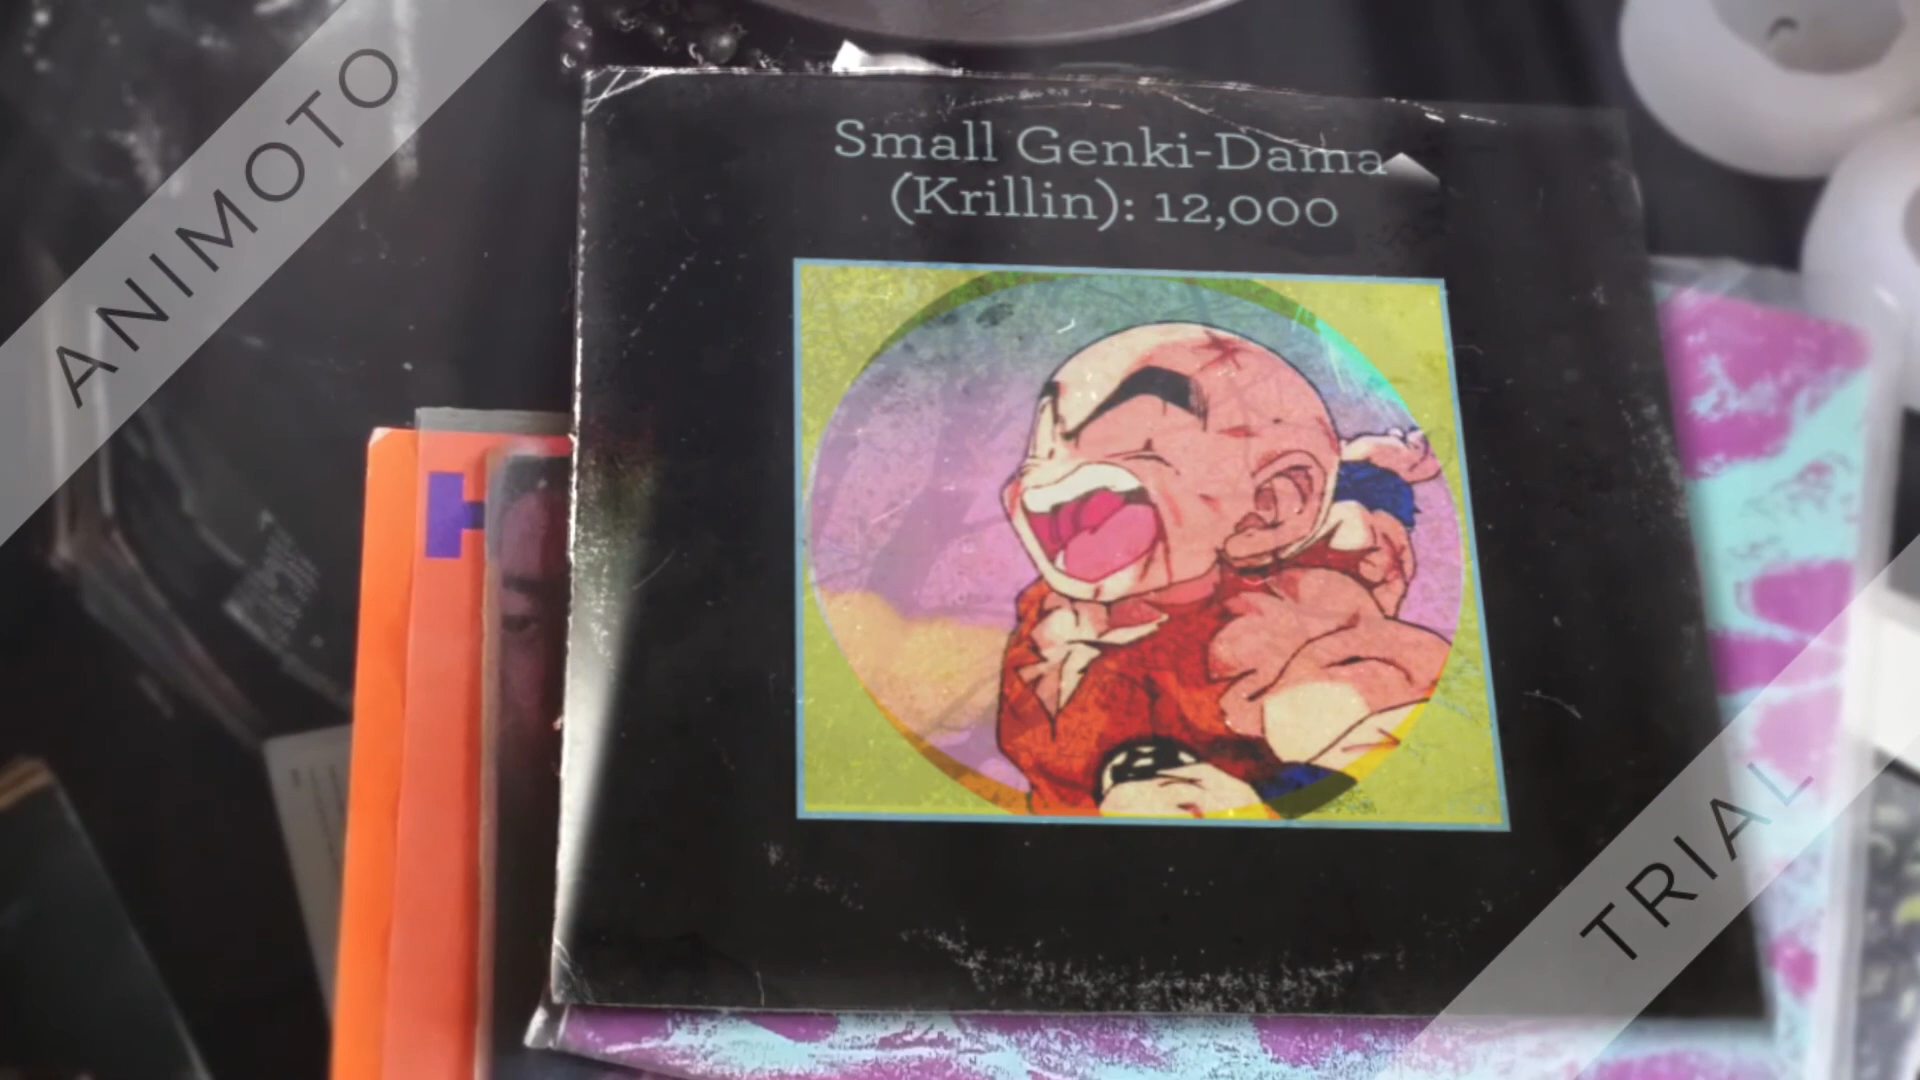 ANIMOTO
Small Genki-Dama
(Krillin): 12,000
H
TRIAL